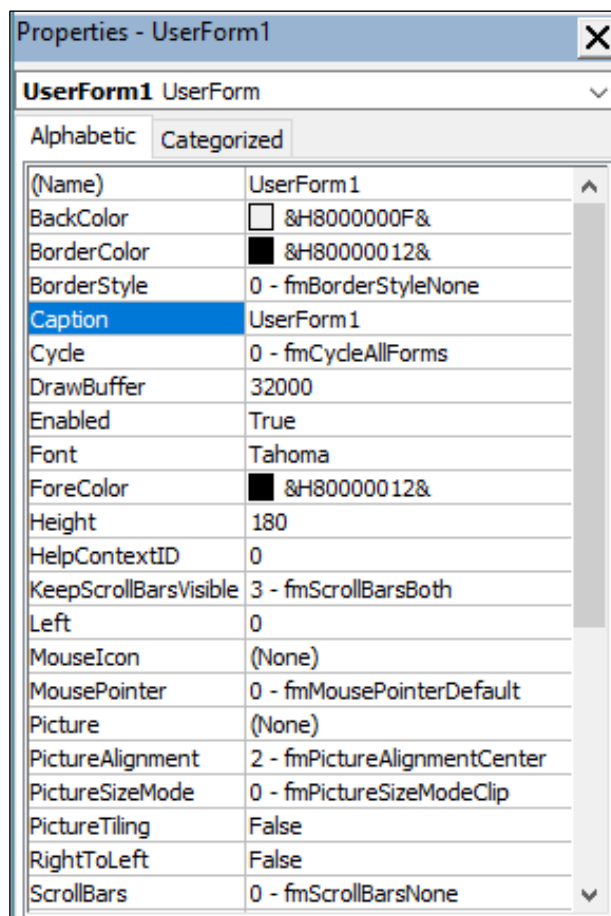 Properties - UserForm1
UserForm1 UserForm
Alphabetic Categorized
(Name) UserForm1
BackColor &H8000000F&
BorderColor &H80000012&
BorderStyle 0 - fmBorderStyleNone
Caption UserForm1
Cycle 0 - fmCycleAllForms
DrawBuffer 32000
Enabled True
Font Tahoma
ForeColor &H80000012&
Height 180
HelpContextID 0
KeepScrollBarsVisible 3 - fmScrollBarsBoth
Left 0
MouseIcon (None)
MousePointer 0 - fmMousePointerDefault
Picture (None)
PictureAlignment 2 - fmPictureAlignmentCenter
PictureSizeMode 0 - fmPictureSizeModeClip
PictureTiling False
RightToLeft False
ScrollBars 0 - fmScrollBarsNone